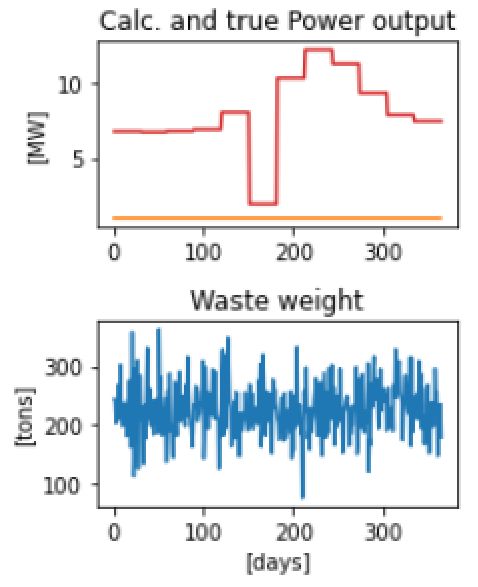 Calc. and true Power output
[MW]
10
5
0 100 200 300
Waste weight
[tons]
300
200
100
0 100 200 300
[days]